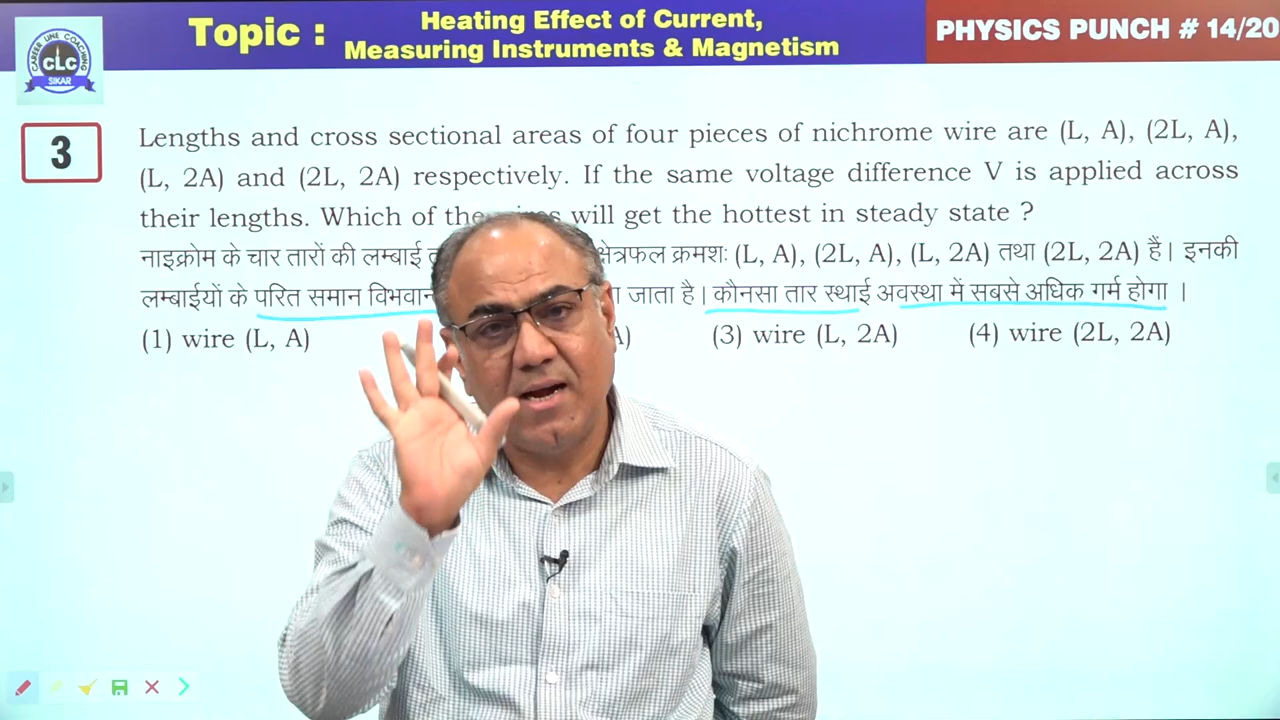 CAREER LINE COACHING
CLC
SIKAR
Topic :
Heating Effect of Current,
Measuring Instruments & Magnetism
PHYSICS PUNCH # 14/20
3
Lengths and cross sectional areas of four pieces of nichrome wire are (L, A), (2L, A),
(L, 2A) and (2L, 2A) respectively. If the same voltage difference V is applied across
their lengths. Which of the will get the hottest in steady state ?
नाइक्रोम के चार तारों की लम्बाई क्षेत्रफल क्रमशः (L, A), (2L, A), (L, 2A) तथा (2L, 2A) हैं। इनकी
लम्बाईयों के परित समान विभवान जाता है। कौनसा तार स्थाई अवस्था में सबसे अधिक गर्म होगा ।
(1) wire (L, A) A) (3) wire (L, 2A) (4) wire (2L, 2A)